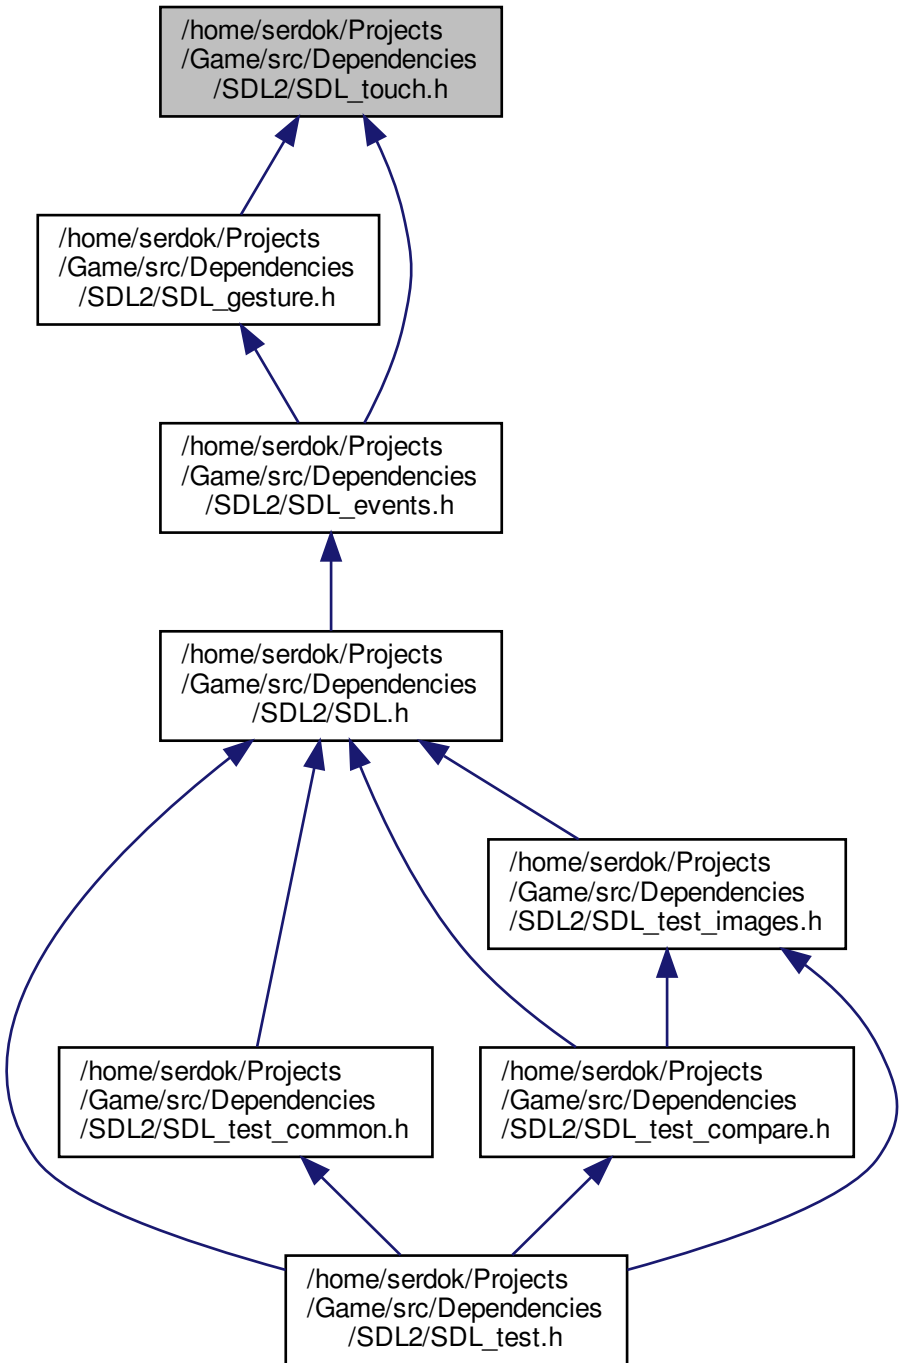 /home/serdok/Projects
/Game/src/Dependencies
/SDL2/SDL_touch.h
/home/serdok/Projects
/Game/src/Dependencies
/SDL2/SDL_gesture.h
/home/serdok/Projects
/Game/src/Dependencies
/SDL2/SDL_events.h
/home/serdok/Projects
/Game/src/Dependencies
/SDL2/SDL.h
/home/serdok/Projects
/Game/src/Dependencies
/SDL2/SDL_test_images.h
/home/serdok/Projects
/Game/src/Dependencies
/SDL2/SDL_test_common.h
/home/serdok/Projects
/Game/src/Dependencies
/SDL2/SDL_test_compare.h
/home/serdok/Projects
/Game/src/Dependencies
/SDL2/SDL_test.h